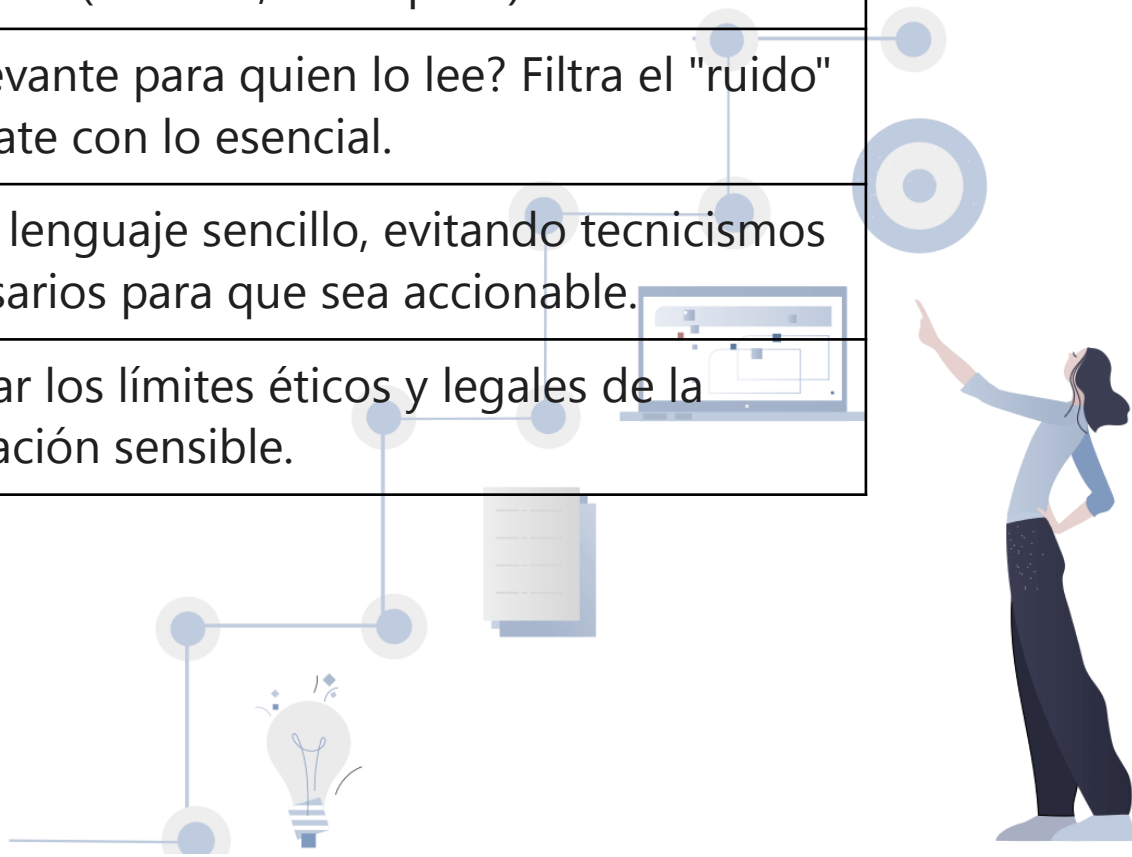 evante para quien lo lee? Filtra el "ruido"
ate con lo esencial.
lenguaje sencillo, evitando tecnicismos
sarios para que sea accionable.
ar los límites éticos y legales de la
ación sensible.